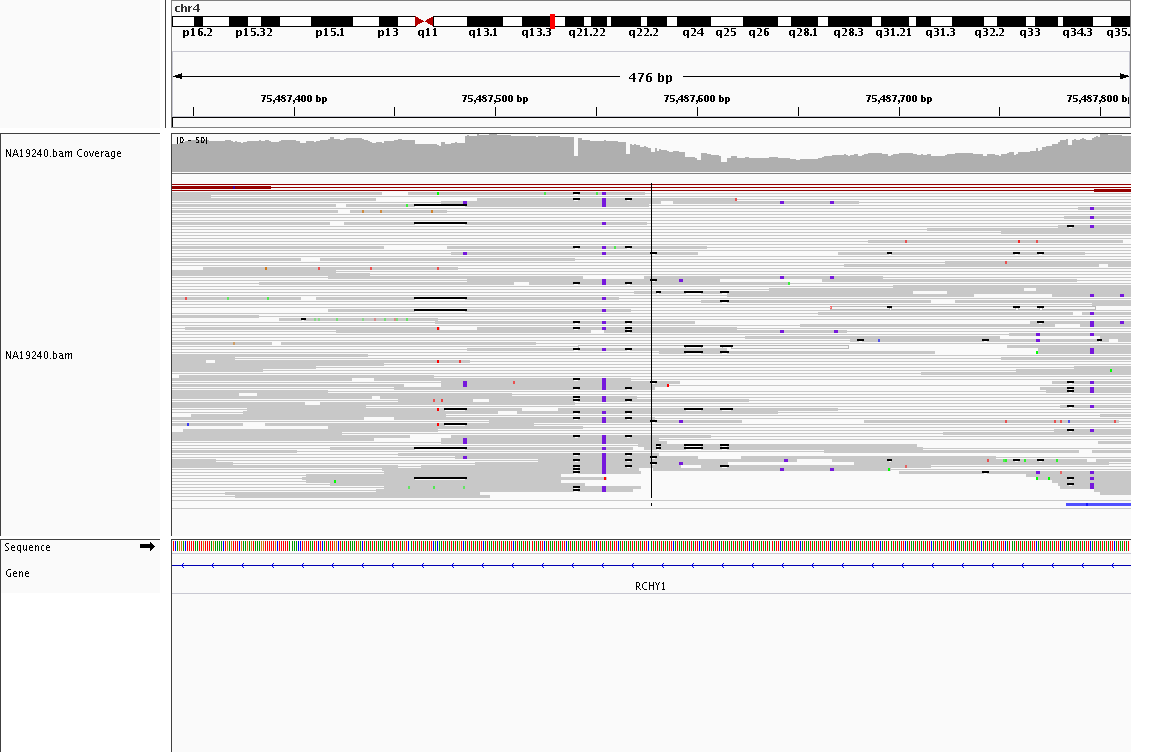 chr4
p16.2 p15.32 p15.1 p13 q11 q13.1 q13.3 q21.22 q22.2 q24 q25 q26 q28.1 q28.3 q31.21 q31.3 q32.2 q33 q34.3 q35.
476 bp
75,487,400 bp 75,487,500 bp 75,487,600 bp 75,487,700 bp 75,487,800 bp
[0 - 50]
NA19240.bam Coverage
NA19240.bam
Sequence
Gene
RCHY1